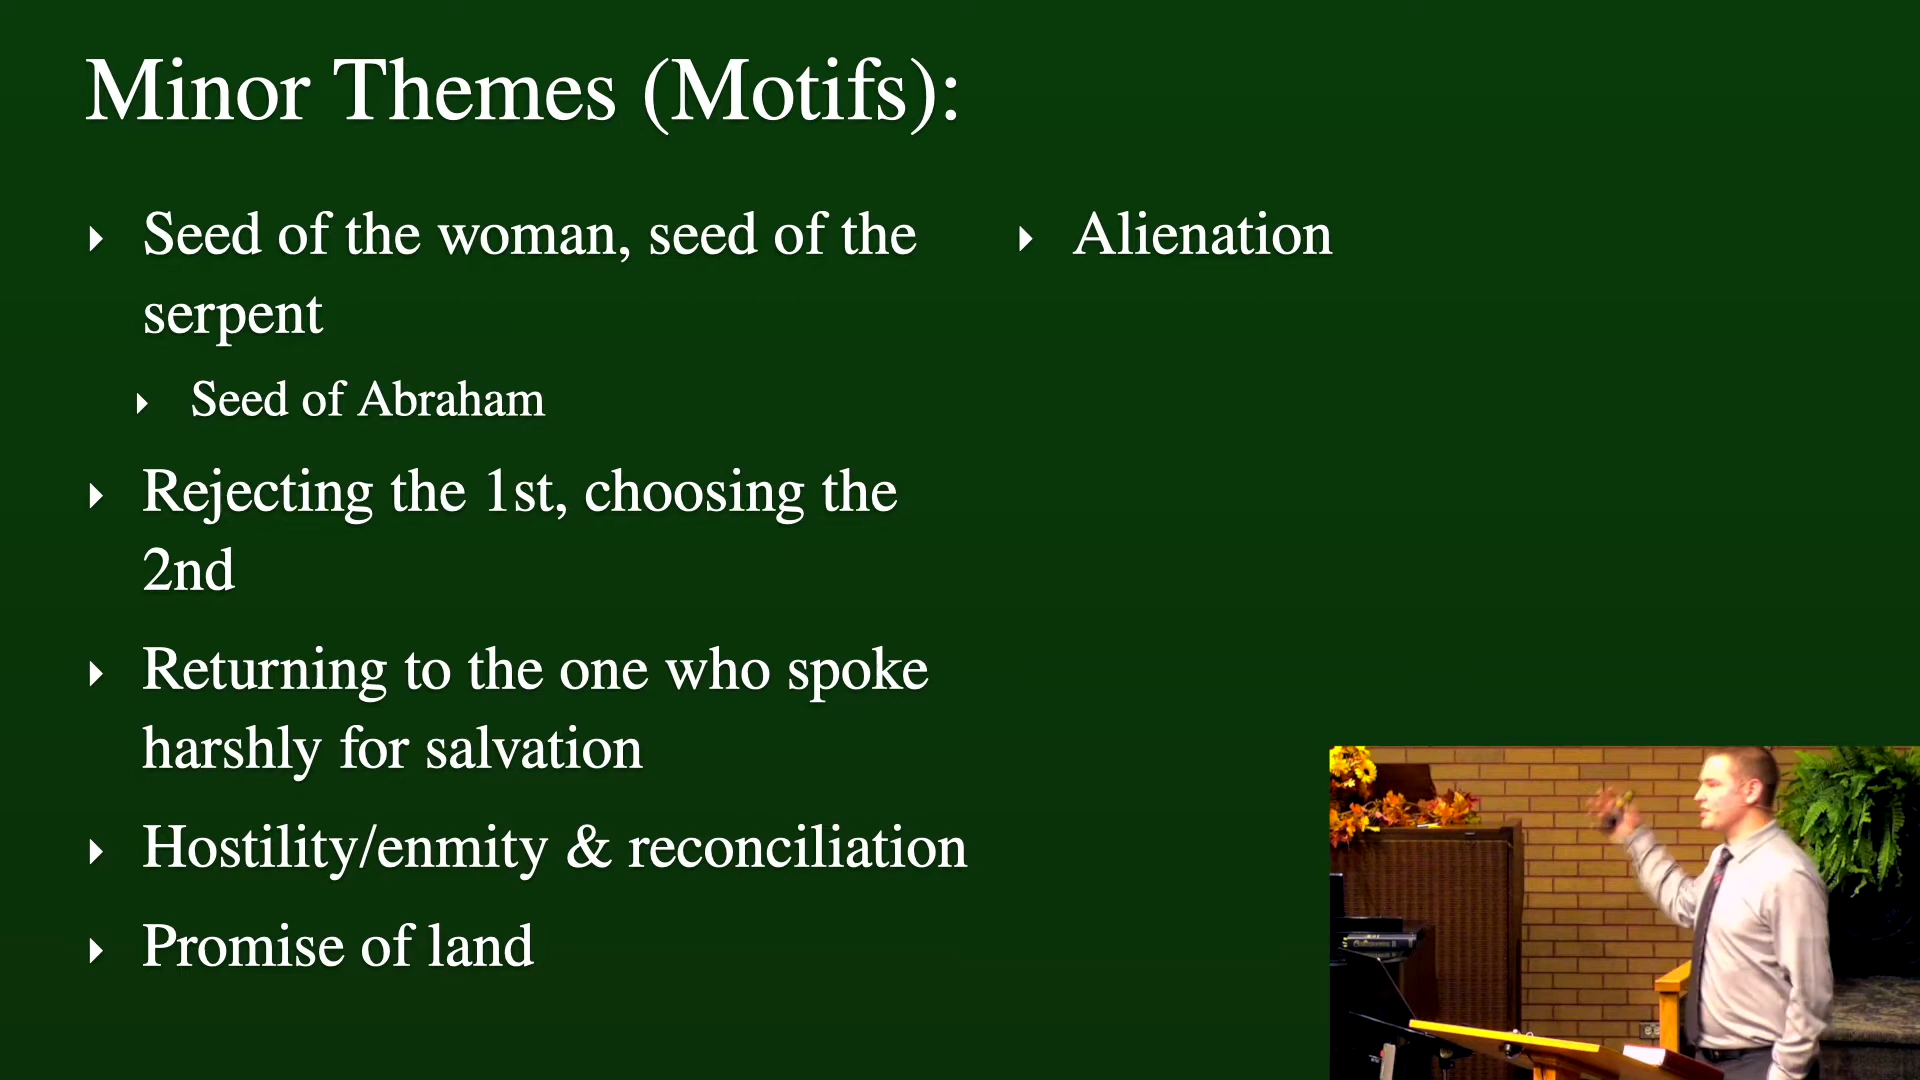 Minor Themes (Motifs):
Seed of the woman, seed of the
serpent
Seed of Abraham
Rejecting the 1st, choosing the
2nd
Returning to the one who spoke
harshly for salvation
Hostility/enmity & reconciliation
Promise of land
Alienation